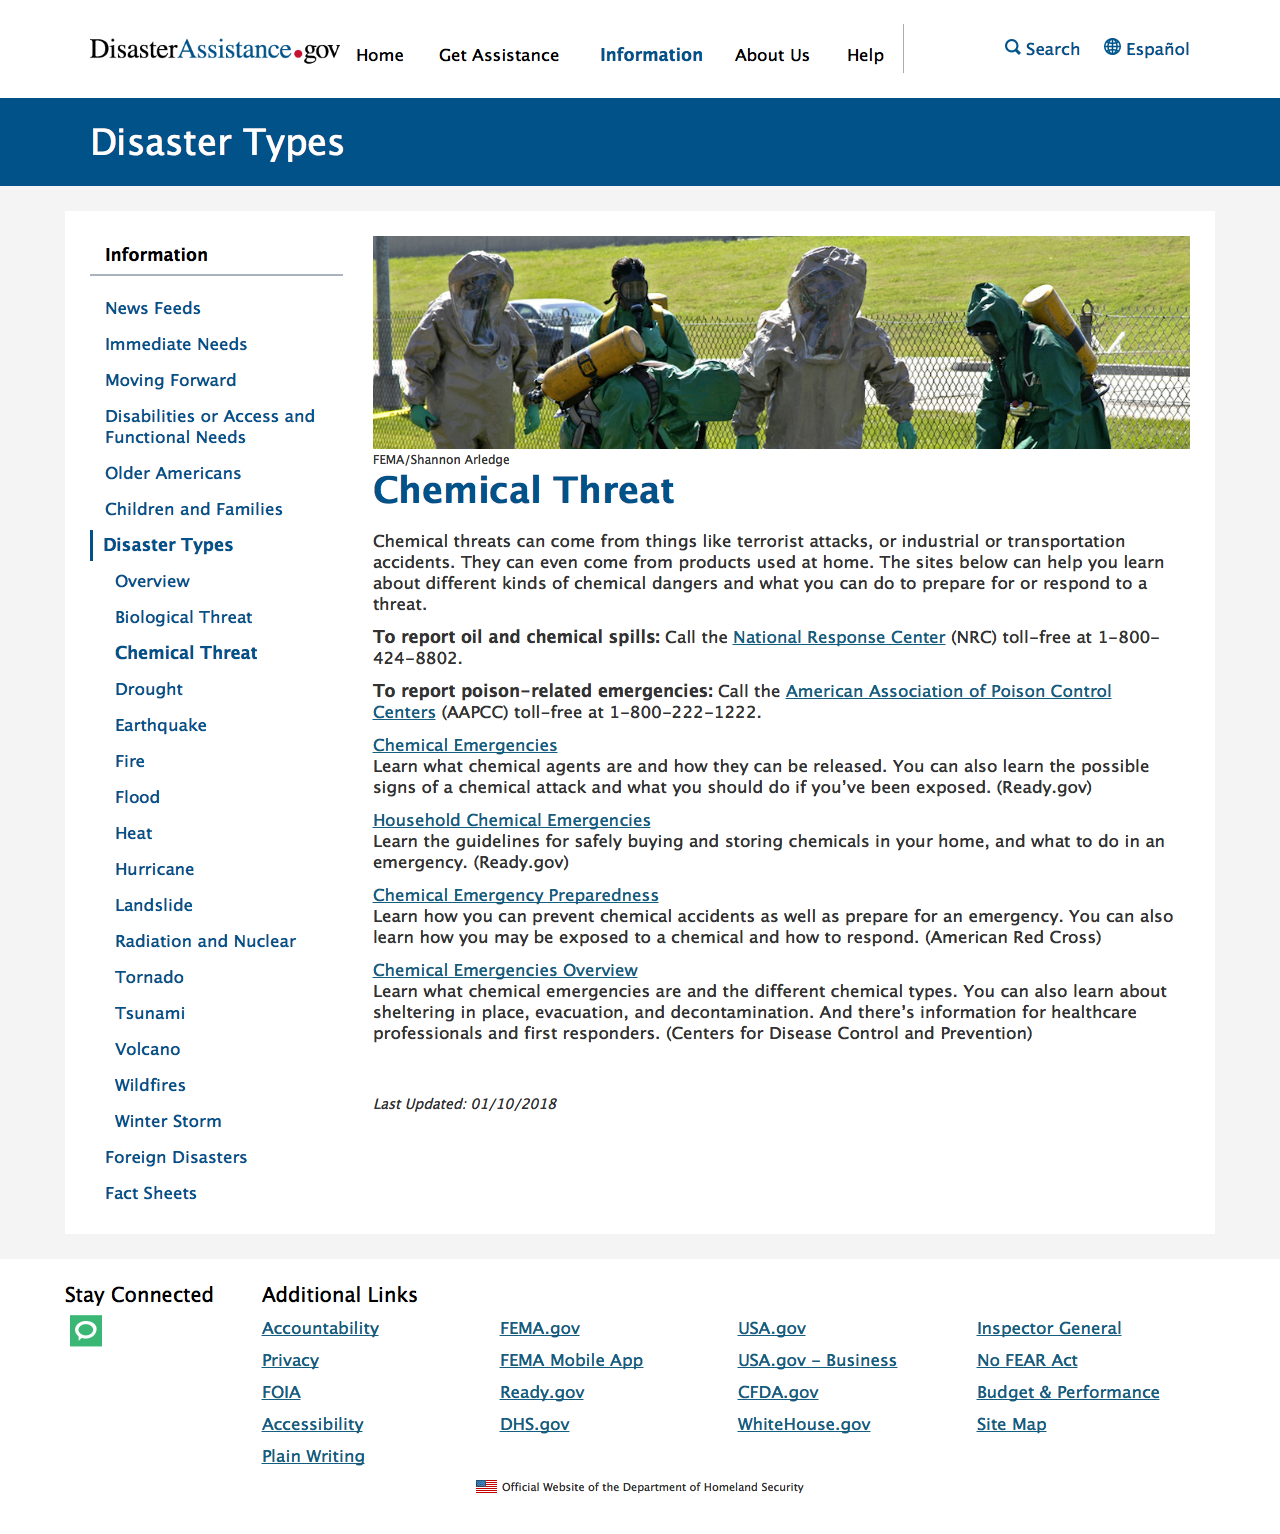 DisasterAssistance.gov
Home
Get Assistance
Information
About Us
Help
Search
Español
Disaster Types
Information
News Feeds
Immediate Needs
Moving Forward
Disabilities or Access and
Functional Needs
Older Americans
Children and Families
Disaster Types
Overview
Biological Threat
Chemical Threat
Drought
Earthquake
Fire
Flood
Heat
Hurricane
Landslide
Radiation and Nuclear
Tornado
Tsunami
Volcano
Wildfires
Winter Storm
Foreign Disasters
Fact Sheets
FEMA/Shannon Arledge
Chemical Threat
Chemical threats can come from things like terrorist attacks, or industrial or transportation
accidents. They can even come from products used at home. The sites below can help you learn
about different kinds of chemical dangers and what you can do to prepare for or respond to a
threat.
To report oil and chemical spills: Call the National Response Center (NRC) toll-free at 1-800-
424-8802.
To report poison-related emergencies: Call the American Association of Poison Control
Centers (AAPCC) toll-free at 1-800-222-1222.
Chemical Emergencies
Learn what chemical agents are and how they can be released. You can also learn the possible
signs of a chemical attack and what you should do if you’ve been exposed. (Ready.gov)
Household Chemical Emergencies
Learn the guidelines for safely buying and storing chemicals in your home, and what to do in an
emergency. (Ready.gov)
Chemical Emergency Preparedness
Learn how you can prevent chemical accidents as well as prepare for an emergency. You can also
learn how you may be exposed to a chemical and how to respond. (American Red Cross)
Chemical Emergencies Overview
Learn what chemical emergencies are and the different chemical types. You can also learn about
sheltering in place, evacuation, and decontamination. And there’s information for healthcare
professionals and first responders. (Centers for Disease Control and Prevention)
Last Updated: 01/10/2018
Stay Connected
Additional Links
Accountability
Privacy
FOIA
Accessibility
Plain Writing
FEMA.gov
FEMA Mobile App
Ready.gov
DHS.gov
USA.gov
USA.gov - Business
CFDA.gov
WhiteHouse.gov
Inspector General
No FEAR Act
Budget & Performance
Site Map
Official Website of the Department of Homeland Security